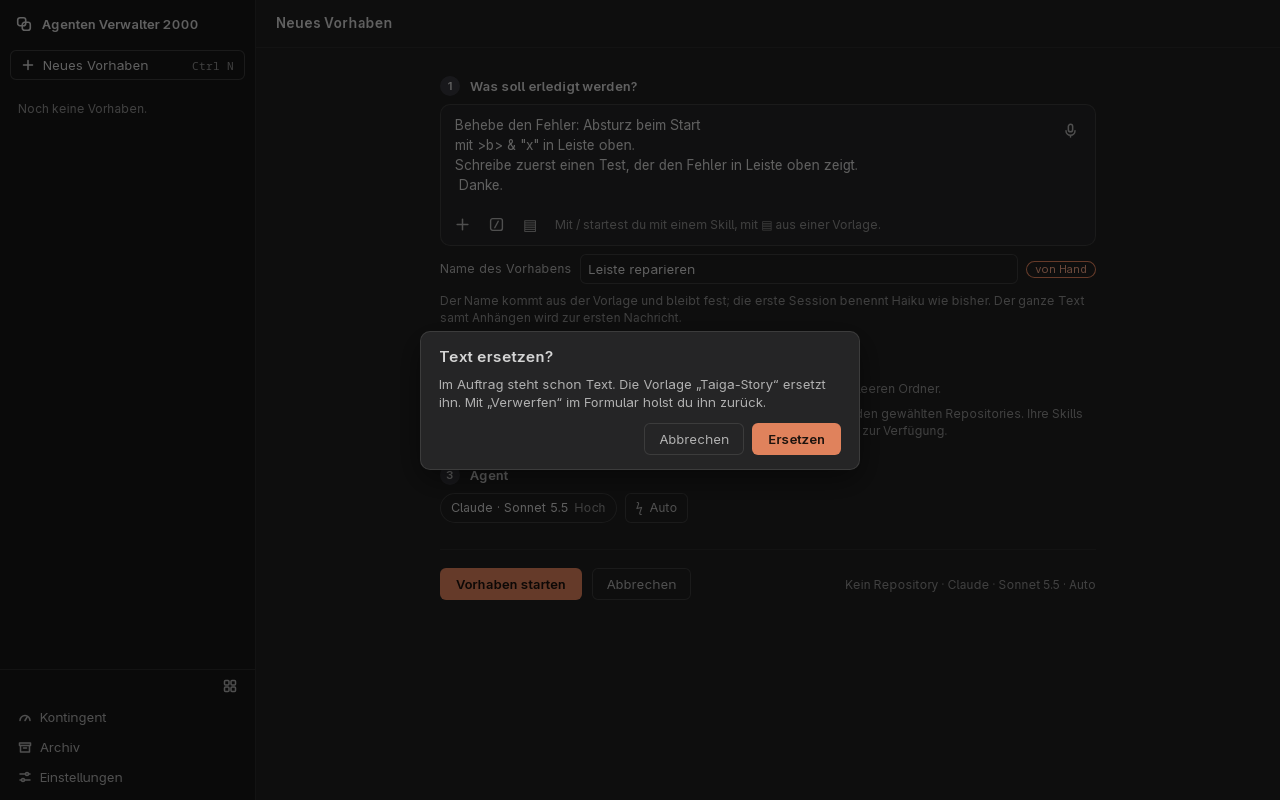 Agenten Verwalter 2000
Neues Vorhaben Ctrl N
Noch keine Vorhaben.
Kontingent
Archiv
Einstellungen
Neues Vorhaben
1 Was soll erledigt werden?
Behebe den Fehler: Absturz beim Start
mit >b> & "x" in Leiste oben.
Schreibe zuerst einen Test, der den Fehler in Leiste oben zeigt.
Danke.
Mit / startest du mit einem Skill, mit ▤ aus einer Vorlage.
Name des Vorhabens Leiste reparieren von Hand
Der Name kommt aus der Vorlage und bleibt fest; die erste Session benennt Haiku wie bisher. Der ganze Text
samt Anhängen wird zur ersten Nachricht.
Text ersetzen?
Im Auftrag steht schon Text. Die Vorlage „Taiga-Story“ ersetzt
ihn. Mit „Verwerfen“ im Formular holst du ihn zurück.
Abbrechen Ersetzen
eeren Ordner.
den gewählten Repositories. Ihre Skills
zur Verfügung.
3 Agent
Claude · Sonnet 5.5 Hoch Auto
Vorhaben starten Abbrechen Kein Repository · Claude · Sonnet 5.5 · Auto